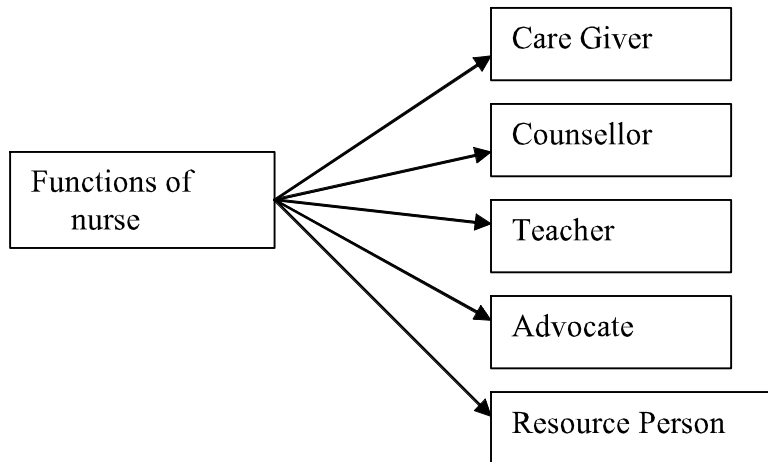 Care Giver
Counsellor
Functions of
nurse
Teacher
Advocate
Resource Person